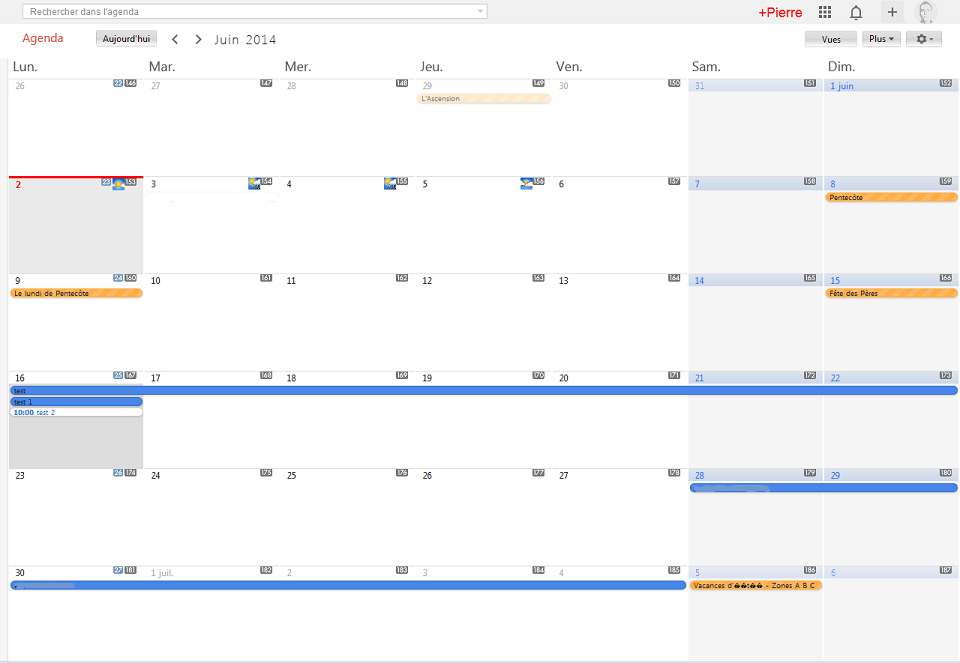 Rechercher dans l'agenda
+Pierre
Agenda Aujourd'hui Juin 2014 Vues Plus
Lun. Mar. Mer. Jeu. Ven. Sam. Dim.
26 22 146 27 147 28 148 29 149 30 150 31 151 1 juin 152
L'Ascension
2 23 153 3 154 4 155 5 156 6 157 7 158 8 159
Pentecôte
9 24 160 10 161 11 162 12 163 13 164 14 165 15 166
Le lundi de Pentecôte Fête des Pères
16 25 167 17 168 18 169 19 170 20 171 21 172 22 173
test
test 1
10:00 test 2
23 26 174 24 175 25 176 26 177 27 178 28 179 29 180
30 27 181 1 juil. 182 2 183 3 184 4 185 5 186 6 187
Vacances d'��t�� - Zones A B C